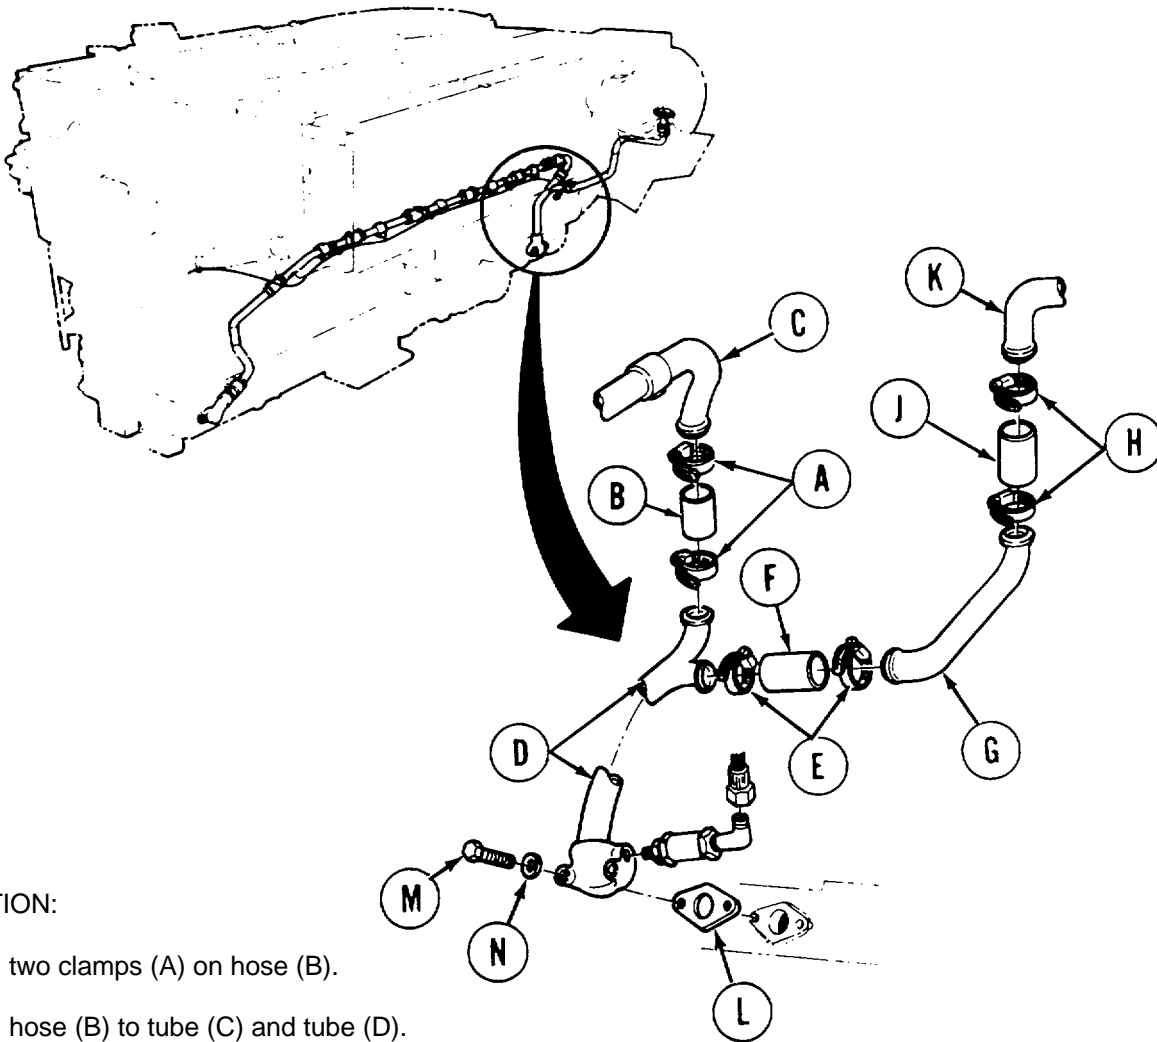 K
C
J
H
A
B
F
D
E
G
M
N
L
TION:
two clamps (A) on hose (B).
hose (B) to tube (C) and tube (D).